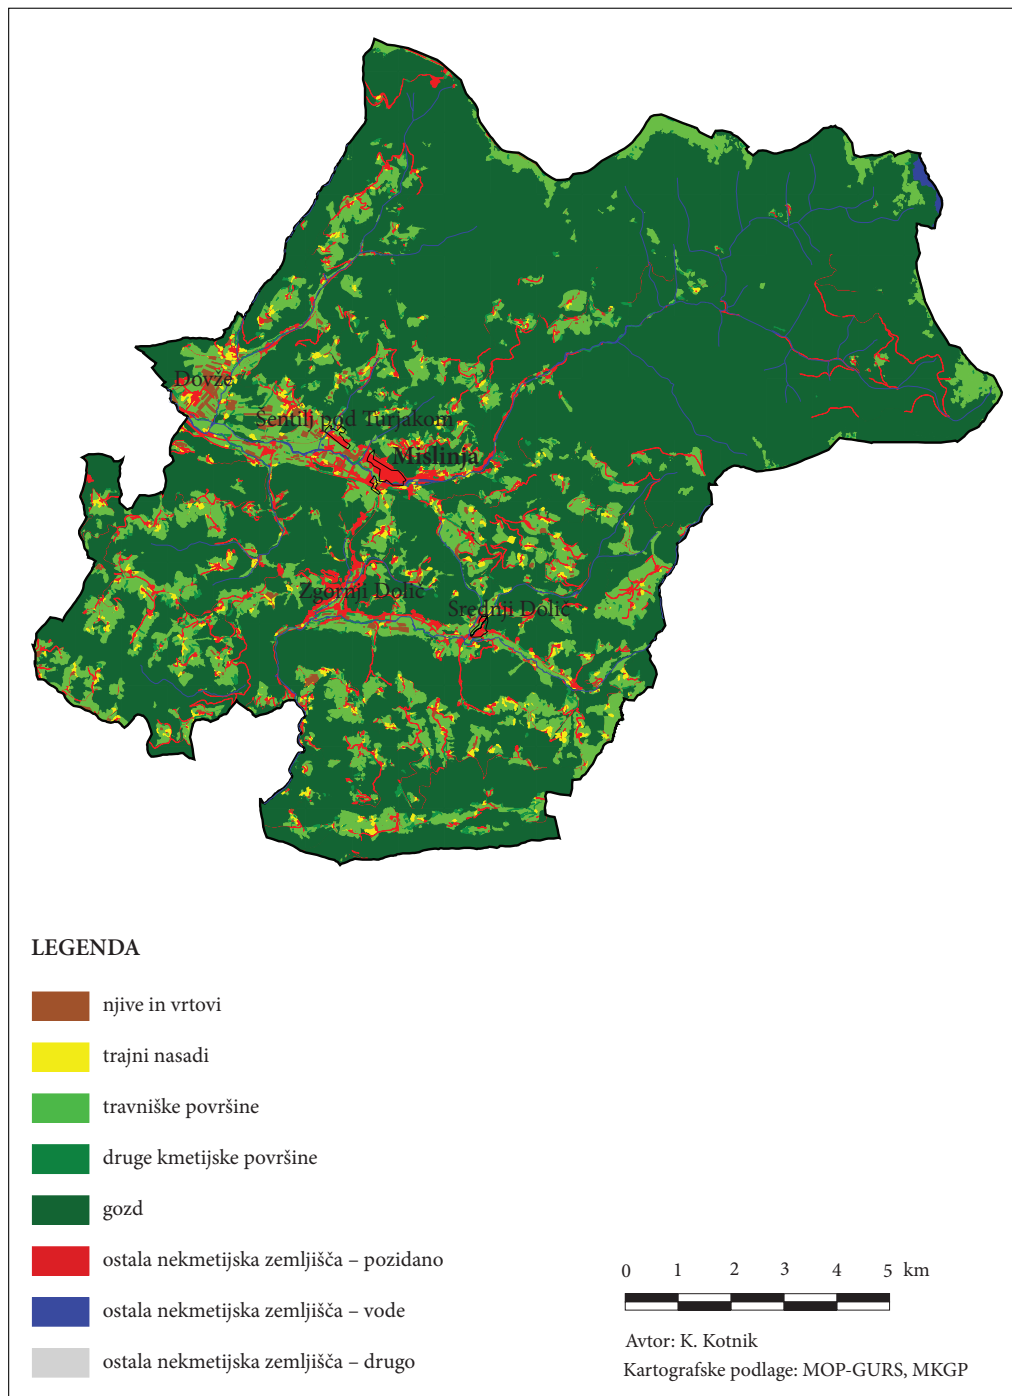 Dovže
Šentilj pod Turjakom
Mislinja
Zgornji Dolič
Srednji Dolič
LEGENDA
njive in vrtovi
trajni nasadi
travniške površine
druge kmetijske površine
gozd
ostala nekmetijska zemljišča – pozidano
ostala nekmetijska zemljišča – vode
ostala nekmetijska zemljišča – drugo
0 1 2 3 4 5 km
Avtor: K. Kotnik
Kartografske podlage: MOP-GURS, MKGP